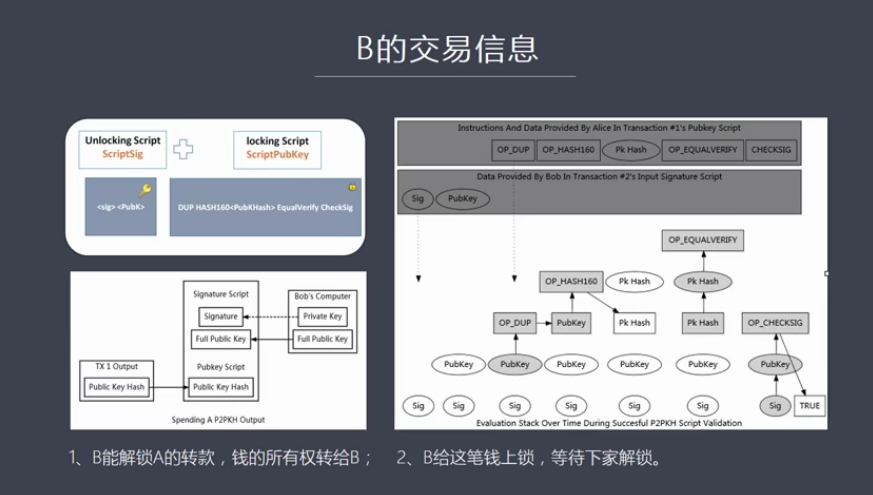 B的交易信息
Unlocking Script
ScriptSig
locking Script
ScriptPubKey
<sig> <PubK>
DUP HASH160<PubKHash> EqualVerify CheckSig
Instructions And Data Provided By Alice In Transaction #1's Pubkey Script
OP_DUP OP_HASH160 Pk Hash OP_EQUALVERIFY CHECKSIG
Data Provided By Bob In Transaction #2's Input Signature Script
Sig PubKey
OP_EQUALVERIFY
OP_HASH160 Pk Hash Pk Hash
OP_DUP PubKey Pk Hash Pk Hash OP_CHECKSIG
PubKey PubKey PubKey PubKey PubKey PubKey
Sig Sig Sig Sig Sig Sig Sig TRUE
Evaluation Stack Over Time During Succesful P2PKH Script Validation
Signature Script
Bob's Computer
Signature Private Key
Full Public Key Full Public Key
TX 1 Output Pubkey Script
Public Key Hash Public Key Hash
Spending A P2PKH Output
1、B能解锁A的转款，钱的所有权转给B； 2、B给这笔钱上锁，等待下家解锁。